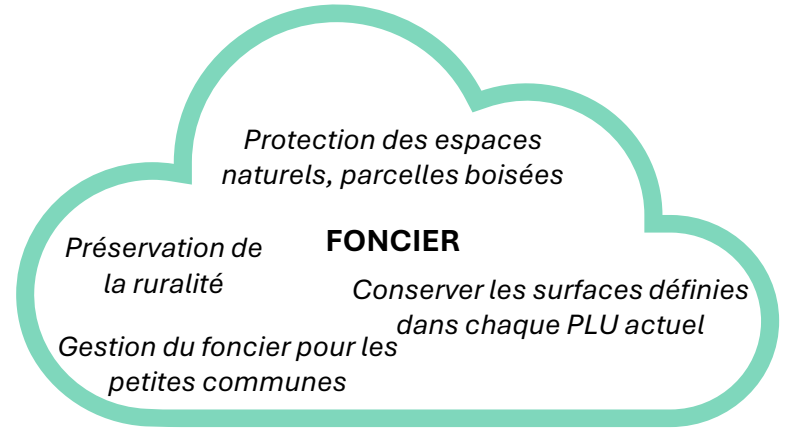 Protection des espaces
naturels, parcelles boisées
FONCIER
Préservation de
la ruralité
Conserver les surfaces définies
dans chaque PLU actuel
Gestion du foncier pour les
petites communes